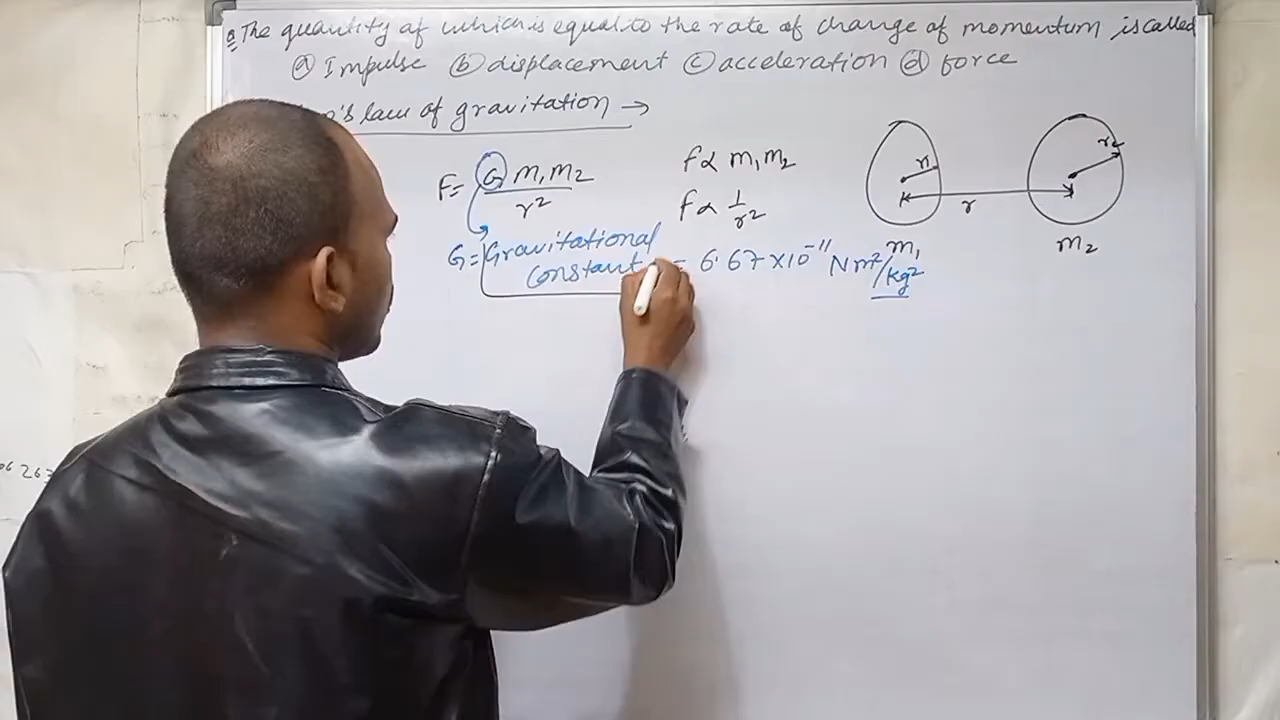 Q The quantity of which is equal to the rate of change of momentum is called
ⓐ Impulse ⓑ displacement ⓒ acceleration ⓓ force
law of gravitation →
F = G m₁m₂ / r²
f ∝ m₁m₂
f ∝ 1/r²
r₁
r₂
r
m₁
m₂
G = Gravitational constant = 6.67×10⁻¹¹ Nm²/kg²
06 263